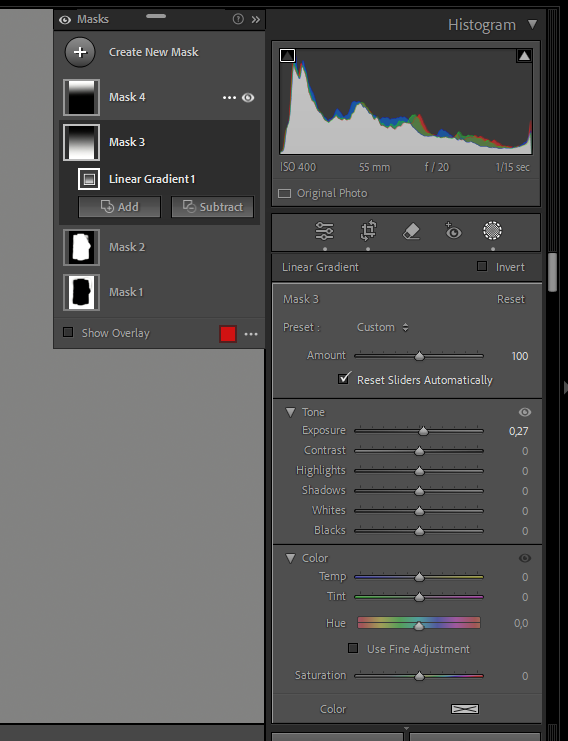 Masks
Create New Mask
Mask 4
Mask 3
Linear Gradient 1
Add Subtract
Mask 2
Mask 1
Show Overlay
Histogram
ISO 400 55 mm f / 20 1/15 sec
Original Photo
Linear Gradient Invert
Mask 3 Reset
Preset : Custom
Amount 100
Reset Sliders Automatically
Tone
Exposure 0,27
Contrast 0
Highlights 0
Shadows 0
Whites 0
Blacks 0
Color
Temp 0
Tint 0
Hue 0,0
Use Fine Adjustment
Saturation 0
Color